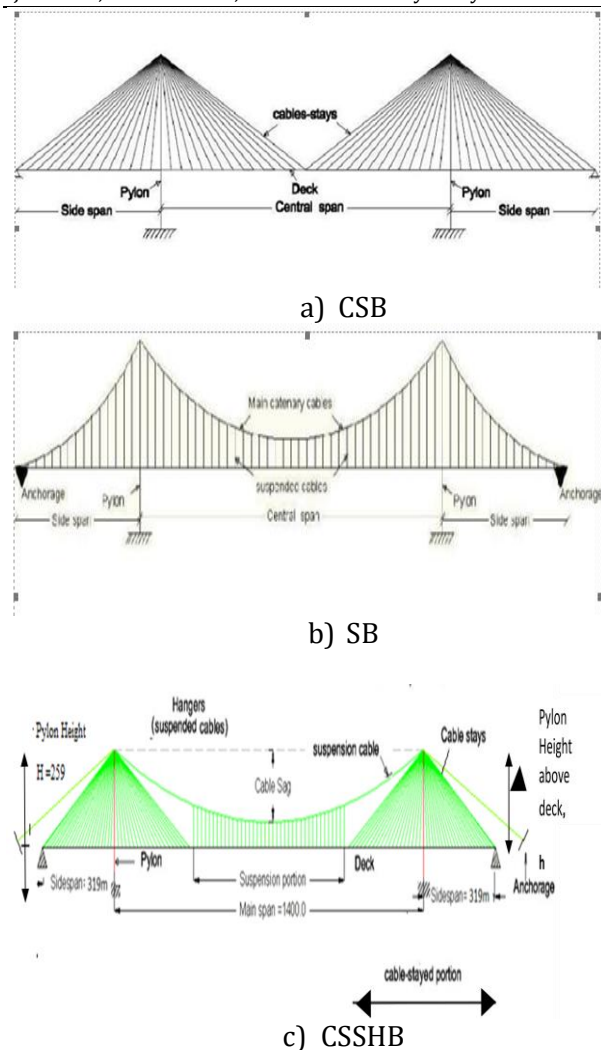 cables-stays
Pylon
Deck
Pylon
Side span
Central span
Side span
a) CSB
Main catenary cables
suspended cables
Anchorage
Pylon
Pylon
Anchorage
Side span
Central span
Side span
b) SB
Hangers
(suspended cables)
Pylon Height
H =259
suspension cable
Cable stays
Pylon
Height
above
deck,
h
Cable Sag
Pylon
Deck
Anchorage
Sidespan= 319m
Suspension portion
Sidespan= 319m
Main span =1400.0
cable-stayed portion
c) CSSHB